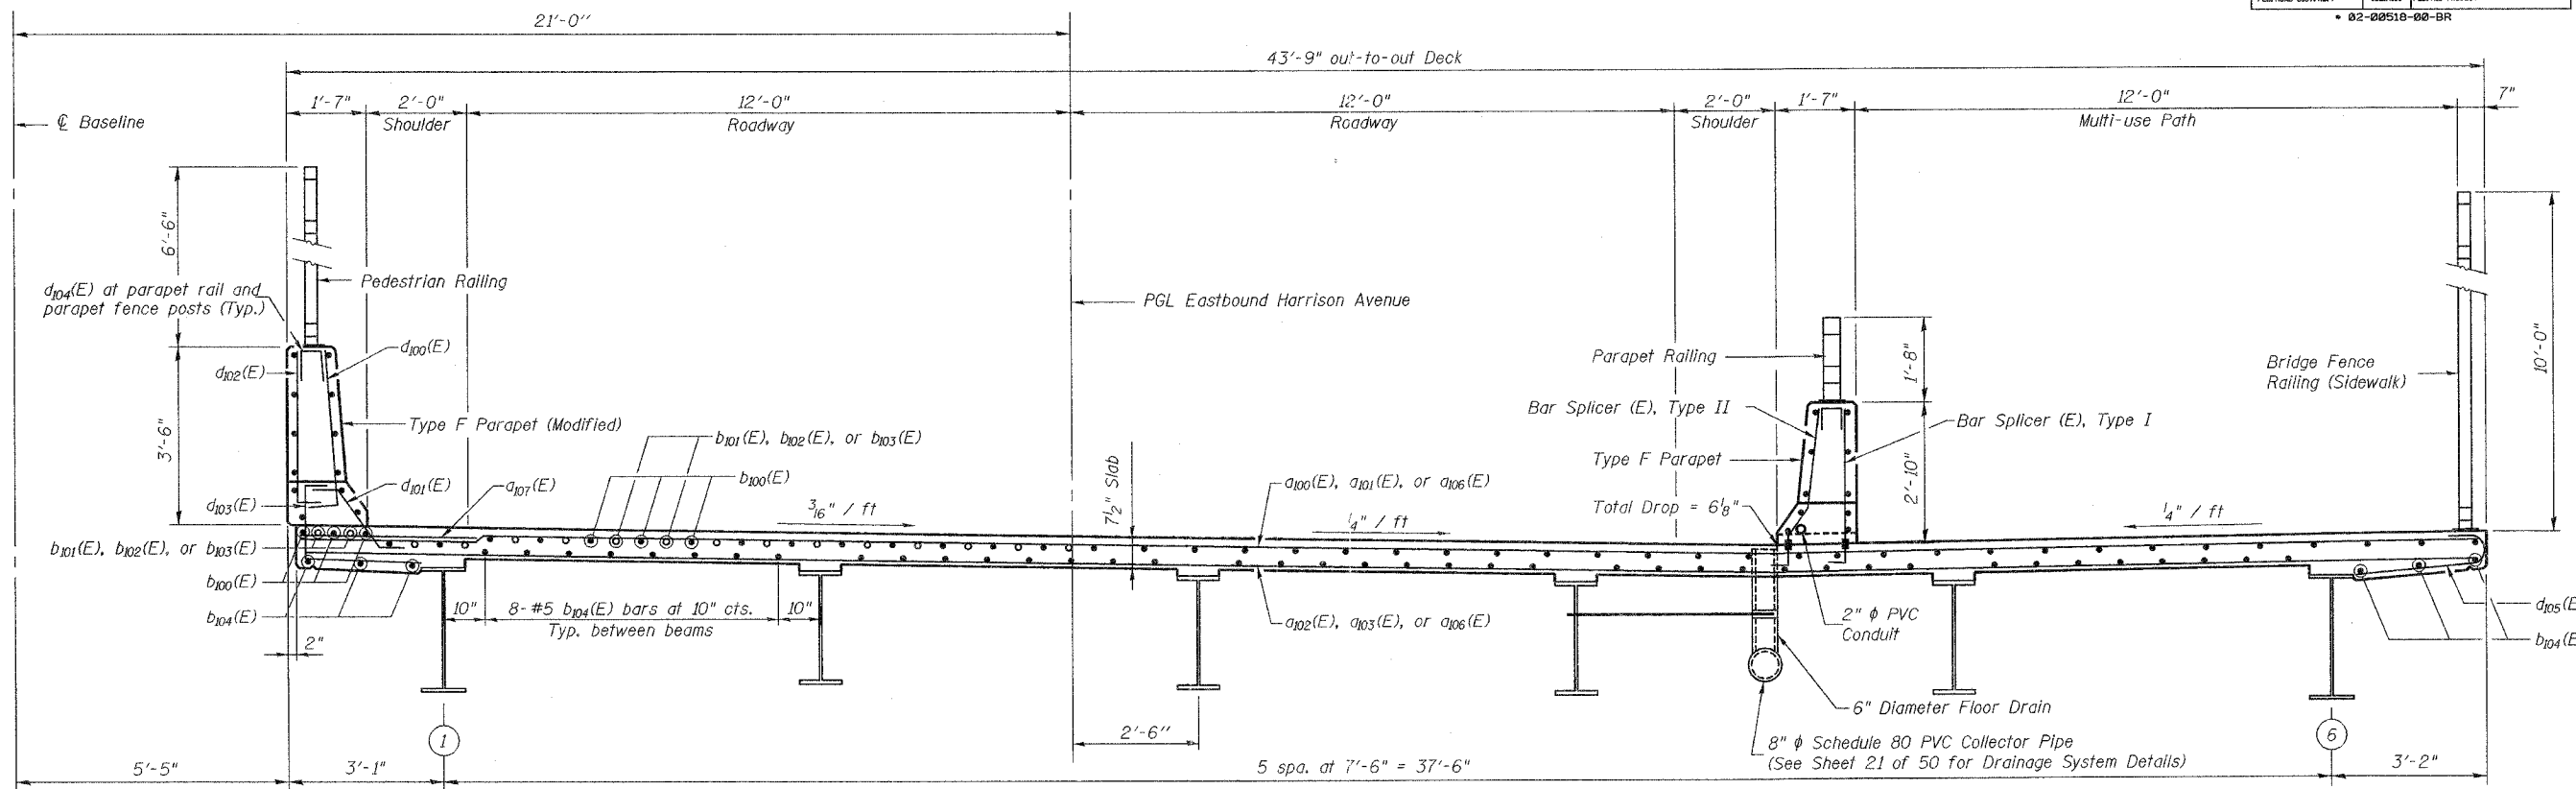 * 02-00518-00-BR
21'-0"
43'-9" out-to-out Deck
1'-7"
2'-0"
Shoulder
12'-0"
Roadway
12'-0"
Roadway
2'-0"
Shoulder
1'-7"
12'-0"
Multi-use Path
7"
℄ Baseline
6'-6"
Pedestrian Railing
d104(E) at parapet rail and
parapet fence posts (Typ.)
PGL Eastbound Harrison Avenue
d100(E)
d102(E)
3'-6"
Type F Parapet (Modified)
b101(E), b102(E), or b103(E)
b100(E)
d101(E)
a107(E)
d103(E)
3/16" / ft
7 1/2" Slab
a100(E), a101(E), or a106(E)
1/4" / ft
Parapet Railing
1'-8"
Bar Splicer (E), Type II
Bar Splicer (E), Type I
Type F Parapet
2'-10"
Total Drop = 6 1/8"
1/4" / ft
Bridge Fence
Railing (Sidewalk)
10'-0"
b101(E), b102(E), or b103(E)
b100(E)
b104(E)
2"
10"
8- #5 b104(E) bars at 10" cts.
Typ. between beams
10"
a102(E), a103(E), or a106(E)
2" ϕ PVC
Conduit
d105(E
b104(E
6" Diameter Floor Drain
8" ϕ Schedule 80 PVC Collector Pipe
(See Sheet 21 of 50 for Drainage System Details)
1
2'-6"
6
5'-5"
3'-1"
5 spa. at 7'-6" = 37'-6"
3'-2"